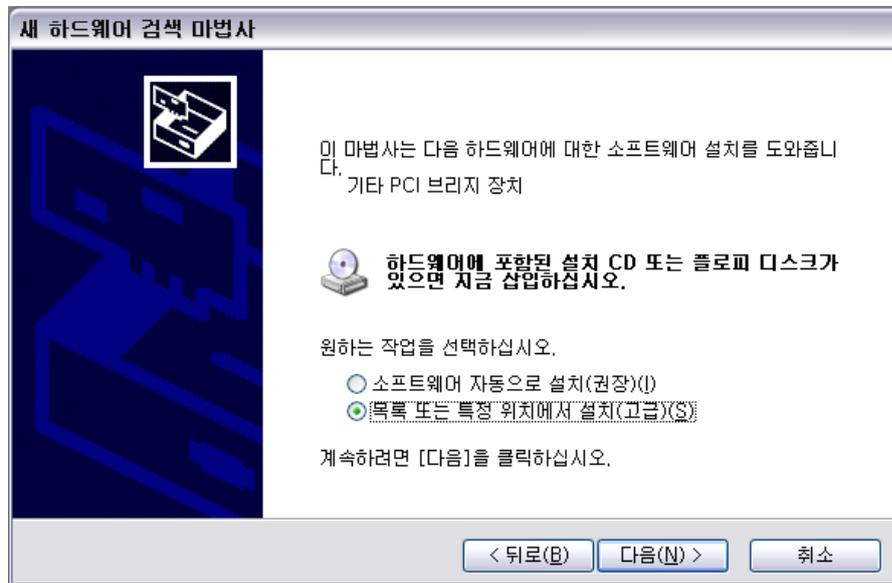 새 하드웨어 검색 마법사
이 마법사는 다음 하드웨어에 대한 소프트웨어 설치를 도와줍니
다.
기타 PCI 브리지 장치
하드웨어에 포함된 설치 CD 또는 플로피 디스크가
있으면 지금 삽입하십시오.
원하는 작업을 선택하십시오.
소프트웨어 자동으로 설치(권장)(I)
목록 또는 특정 위치에서 설치(고급)(S)
계속하려면 [다음]을 클릭하십시오.
< 뒤로(B) 다음(N) > 취소